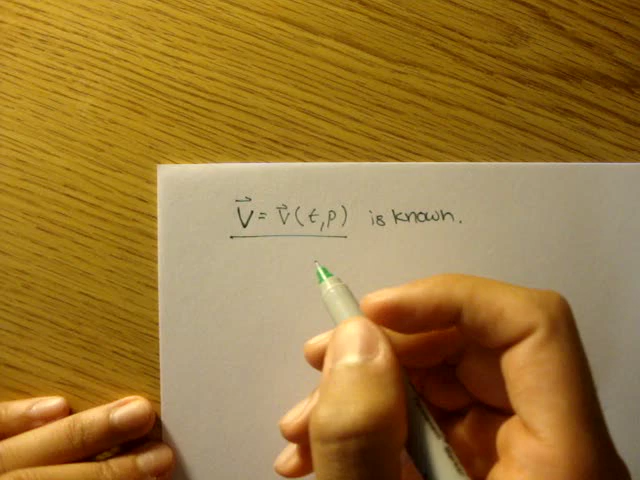 V⃗ = V⃗(t,p) is known.